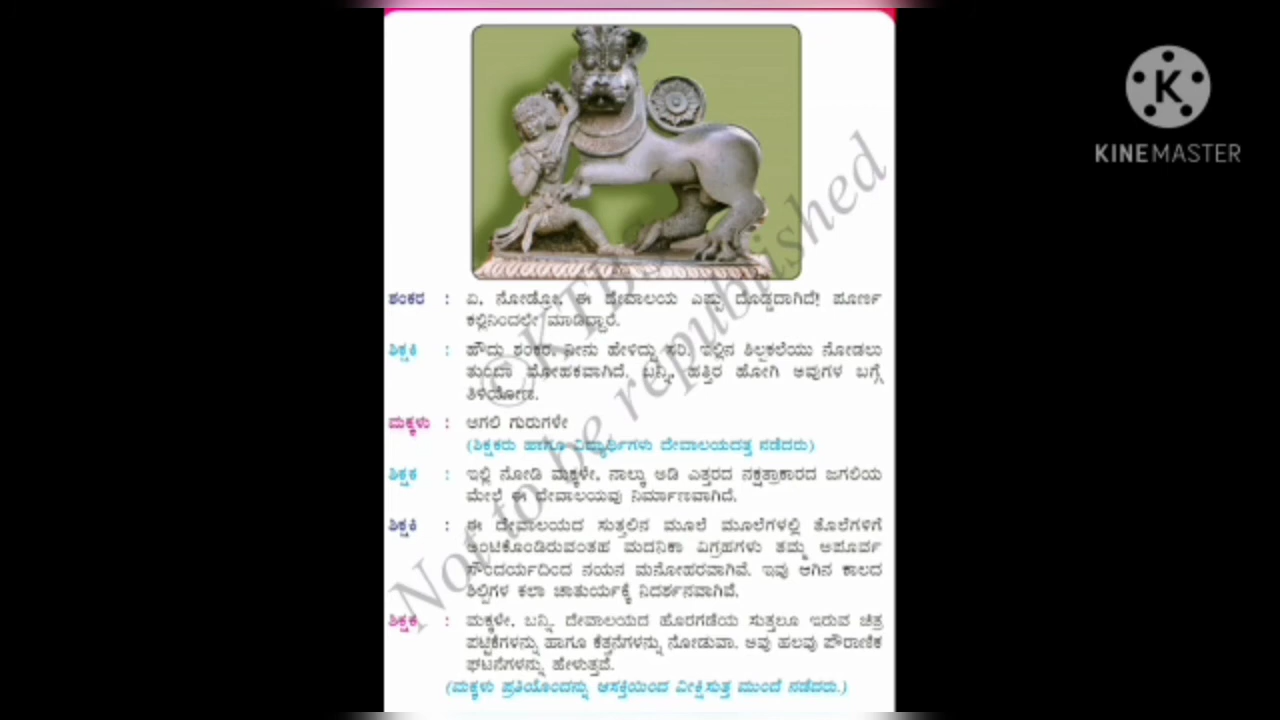 KINEMASTER
ಶಂಕರ : ಏ, ನೋಡ್ರೋ, ಈ ದೇವಾಲಯ ಎಷ್ಟು ದೊಡ್ಡದಾಗಿದೆ! ಪೂರ್ಣ
ಕಲ್ಲಿನಿಂದಲೇ ಮಾಡಿದ್ದಾರೆ.
ಶಿಕ್ಷಕಿ : ಹೌದು ಶಂಕರ, ನೀನು ಹೇಳಿದ್ದು ಸರಿ. ಇಲ್ಲಿನ ಶಿಲ್ಪಕಲೆಯು ನೋಡಲು
ತುಂಬಾ ಮೋಹಕವಾಗಿದೆ. ಬನ್ನಿ, ಹತ್ತಿರ ಹೋಗಿ ಅವುಗಳ ಬಗ್ಗೆ
ತಿಳಿಯೋಣ.
ಮಕ್ಕಳು : ಆಗಲಿ ಗುರುಗಳೇ
(ಶಿಕ್ಷಕರು ಹಾಗೂ ವಿದ್ಯಾರ್ಥಿಗಳು ದೇವಾಲಯದತ್ತ ನಡೆದರು)
ಶಿಕ್ಷಕ : ಇಲ್ಲಿ ನೋಡಿ ಮಕ್ಕಳೇ, ನಾಲ್ಕು ಅಡಿ ಎತ್ತರದ ನಕ್ಷತ್ರಾಕಾರದ ಜಗಲಿಯ
ಮೇಲೆ ಈ ದೇವಾಲಯವು ನಿರ್ಮಾಣವಾಗಿದೆ.
ಶಿಕ್ಷಕಿ : ಈ ದೇವಾಲಯದ ಸುತ್ತಲಿನ ಮೂಲೆ ಮೂಲೆಗಳಲ್ಲಿ ತೊಲೆಗಳಿಗೆ
ಅಂಟಿಕೊಂಡಿರುವಂತಹ ಮದನಿಕಾ ವಿಗ್ರಹಗಳು ತಮ್ಮ ಅಪೂರ್ವ
ಸೌಂದರ್ಯದಿಂದ ನಯನ ಮನೋಹರವಾಗಿವೆ. ಇವು ಆಗಿನ ಕಾಲದ
ಶಿಲ್ಪಿಗಳ ಕಲಾ ಚಾತುರ್ಯಕ್ಕೆ ನಿದರ್ಶನವಾಗಿವೆ.
ಶಿಕ್ಷಕ : ಮಕ್ಕಳೇ, ಬನ್ನಿ, ದೇವಾಲಯದ ಹೊರಗಡೆಯ ಸುತ್ತಲೂ ಇರುವ ಚಿತ್ರ
ಪಟ್ಟಿಕೆಗಳನ್ನು ಹಾಗೂ ಕೆತ್ತನೆಗಳನ್ನು ನೋಡುವಾ. ಅವು ಹಲವು ಪೌರಾಣಿಕ
ಘಟನೆಗಳನ್ನು ಹೇಳುತ್ತವೆ.
(ಮಕ್ಕಳು ಪ್ರತಿಯೊಂದನ್ನು ಆಸಕ್ತಿಯಿಂದ ವೀಕ್ಷಿಸುತ್ತ ಮುಂದೆ ನಡೆದರು.)
©KTBS
Not to be republished